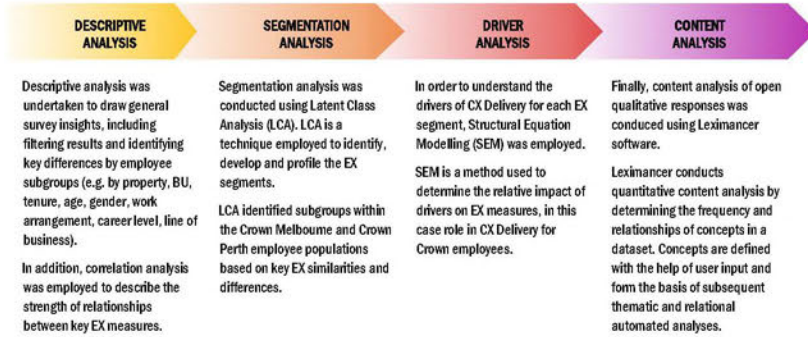 DESCRIPTIVE
ANALYSIS
Descriptive analysis was
undertaken to draw general
survey insights, including
filtering results and identifying
key differences by employee
subgroups (e.g. by property, BU,
tenure, age, gender, work
arrangement, career level, line of
business).
In addition, correlation analysis
was employed to describe the
strength of relationships
between key EX measures.
SEGMENTATION
ANALYSIS
Segmentation analysis was
conducted using Latent Class
Analysis (LCA). LCA is a
technique employed to identify,
develop and profile the EX
segments.
LCA identified subgroups within
the Crown Melbourne and Crown
Perth employee populations
based on key EX similarities and
differences.
DRIVER
ANALYSIS
In order to understand the
drivers of CX Delivery for each EX
segment, Structural Equation
Modelling (SEM) was employed.
SEM is a method used to
determine the relative impact of
drivers on EX measures, in this
case role in CX Delivery for
Crown employees.
CONTENT
ANALYSIS
Finally, content analysis of open
qualitative responses was
conduced using Leximancer
software.
Leximancer conducts
quantitative content analysis by
determining the frequency and
relationships of concepts in a
dataset. Concepts are defined
with the help of user input and
form the basis of subsequent
thematic and relational
automated analyses.